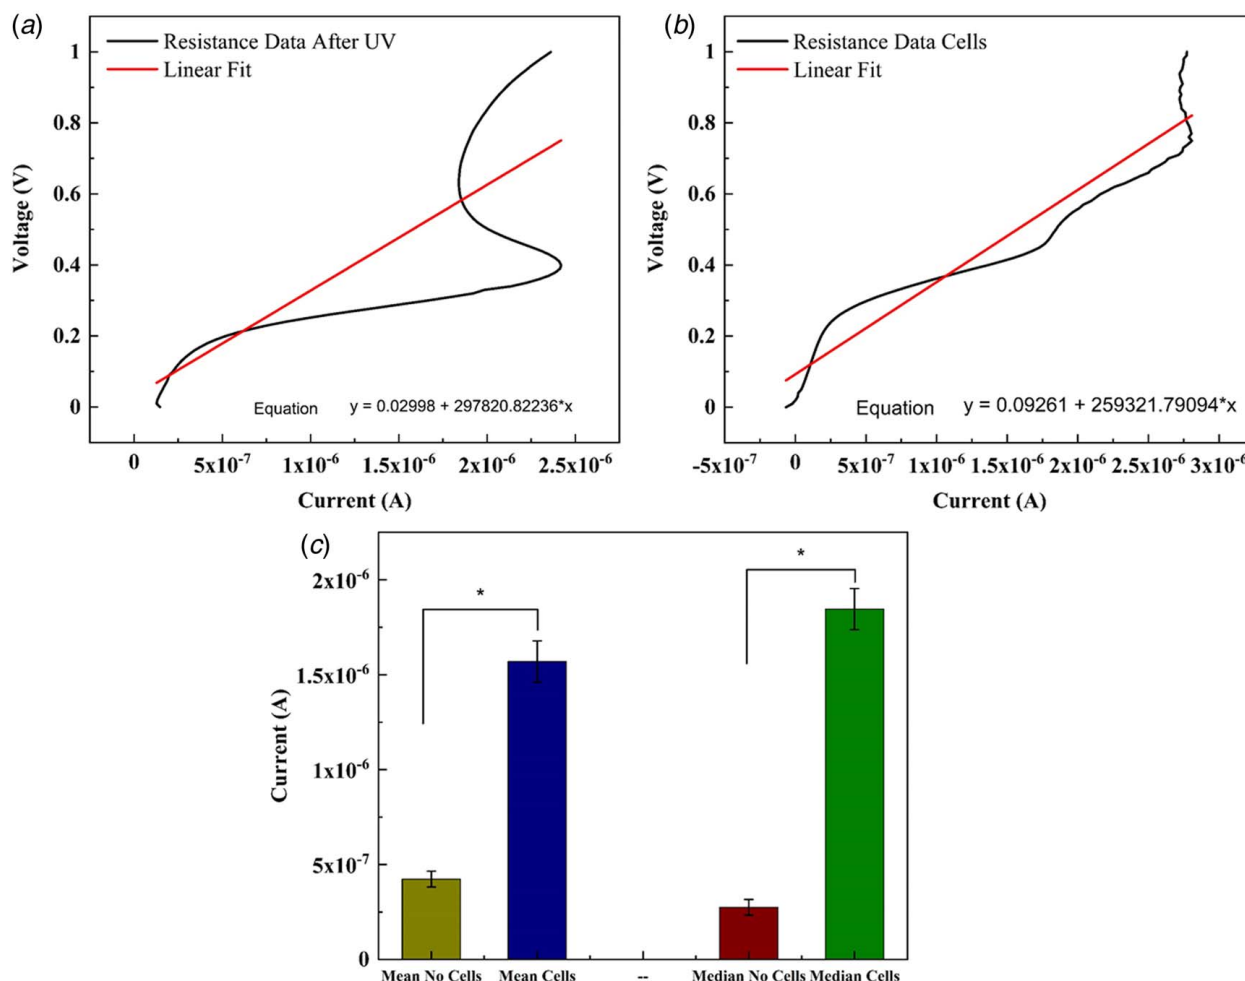 (a)
Resistance Data After UV
Linear Fit
1
0.8
0.6
0.4
0.2
0
Voltage (V)
Equation y = 0.02998 + 297820.82236*x
0 5x10⁻⁷ 1x10⁻⁶ 1.5x10⁻⁶ 2x10⁻⁶ 2.5x10⁻⁶
Current (A)
(b)
Resistance Data Cells
Linear Fit
1
0.8
0.6
0.4
0.2
0
Voltage (V)
Equation y = 0.09261 + 259321.79094*x
-5x10⁻⁷ 0 5x10⁻⁷ 1x10⁻⁶ 1.5x10⁻⁶ 2x10⁻⁶ 2.5x10⁻⁶ 3x10⁻⁶
Current (A)
(c)
* *
2x10⁻⁶
1.5x10⁻⁶
1x10⁻⁶
5x10⁻⁷
0
Current (A)
Mean No Cells Mean Cells -- Median No Cells Median Cells